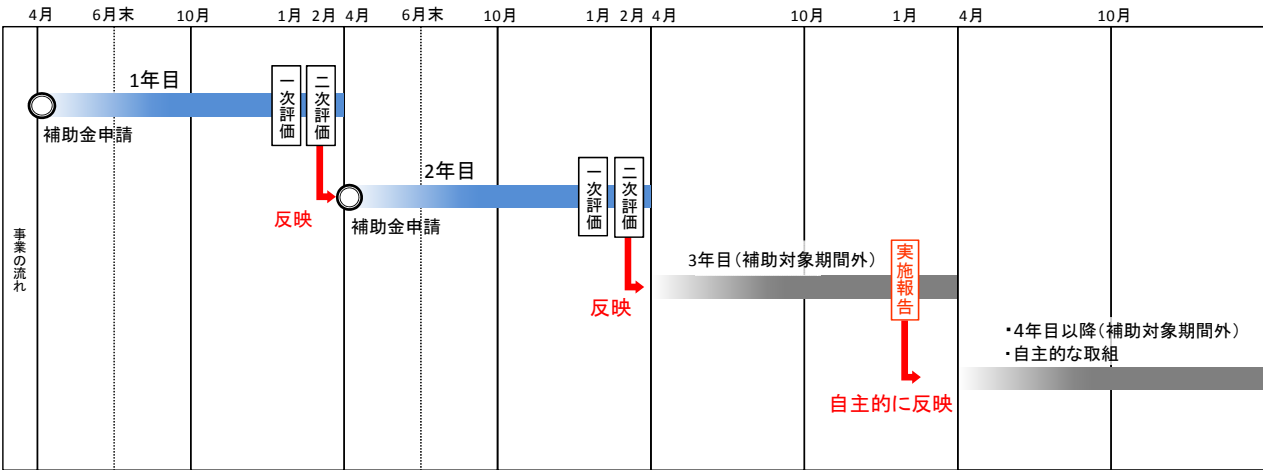 4月 6月末 10月 1月 2月 4月 6月末 10月 1月 2月 4月 10月 1月 4月 10月
1年目
一次評価
二次評価
補助金申請
反映
2年目
一次評価
二次評価
補助金申請
反映
事業の流れ
3年目(補助対象期間外)
実施報告
自主的に反映
・4年目以降(補助対象期間外)
・自主的な取組